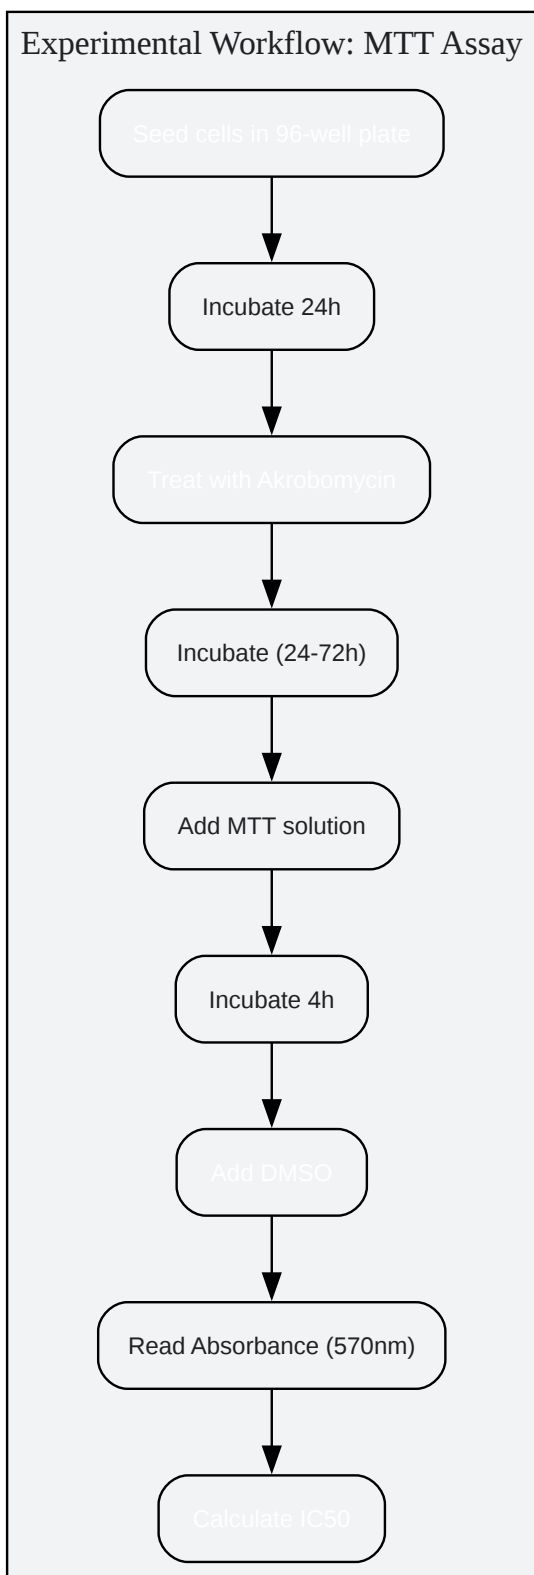 Experimental Workflow: MTT Assay
Seed cells in 96-well plate
Incubate 24h
Treat with Akrobomycin
Incubate (24-72h)
Add MTT solution
Incubate 4h
Add DMSO
Read Absorbance (570nm)
Calculate IC50